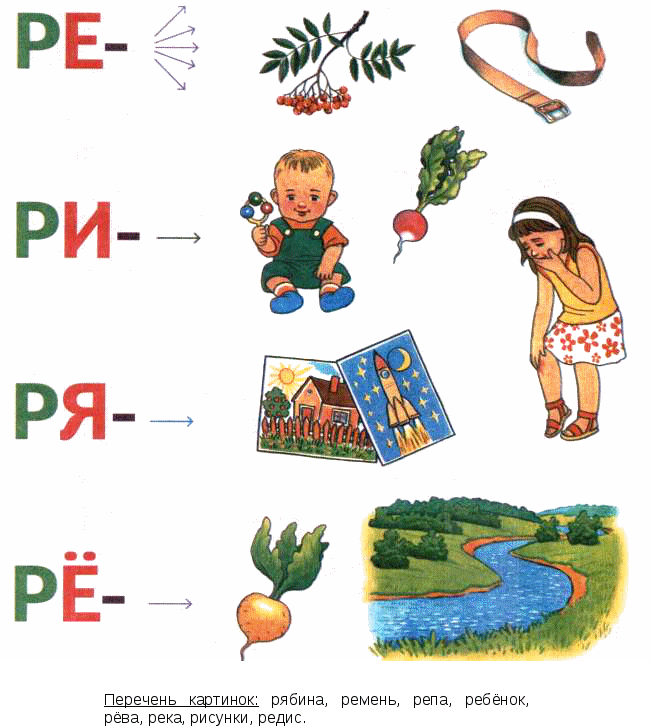 РЕ-
РИ-
РЯ-
РЁ-
Перечень картинок: рябина, ремень, репа, ребёнок,
рёва, река, рисунки, редис.